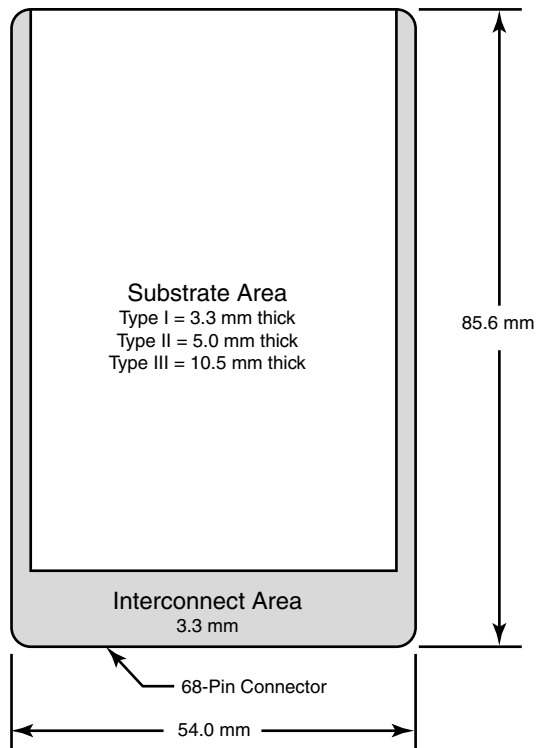 Substrate Area
Type I = 3.3 mm thick
Type II = 5.0 mm thick
Type III = 10.5 mm thick
85.6 mm
Interconnect Area
3.3 mm
68-Pin Connector
54.0 mm